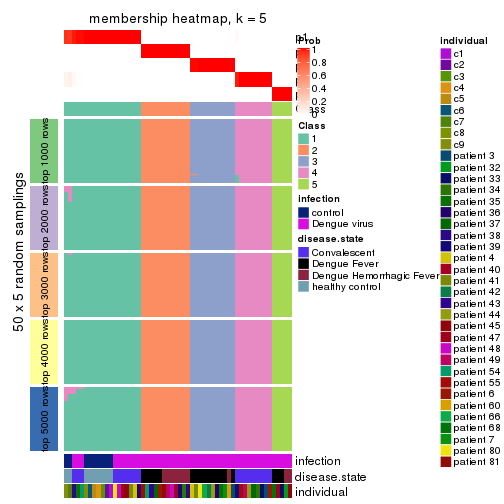 membership heatmap, k = 5
p1
Class
50 x 5 random samplings
top 1000 rows
top 2000 rows
top 3000 rows
top 4000 rows
top 5000 rows
infection
disease.state
individual
Prob
1
0.8
0.6
0.4
0.2
0
Class
1
2
3
4
5
infection
control
Dengue virus
disease.state
Convalescent
Dengue Fever
Dengue Hemorrhagic Fever
healthy control
individual
c1
c2
c3
c4
c5
c6
c7
c8
c9
patient 3
patient 32
patient 33
patient 34
patient 35
patient 36
patient 37
patient 38
patient 39
patient 4
patient 40
patient 41
patient 42
patient 43
patient 44
patient 45
patient 47
patient 48
patient 49
patient 54
patient 55
patient 6
patient 60
patient 66
patient 68
patient 7
patient 80
patient 81